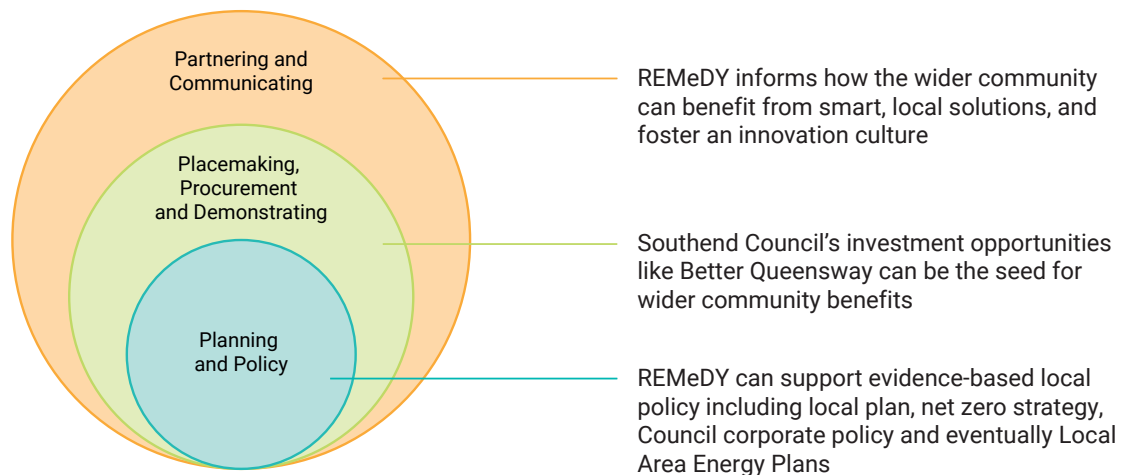 Partnering and
Communicating
REMeDY informs how the wider community
can benefit from smart, local solutions, and
foster an innovation culture
Placemaking,
Procurement
and Demonstrating
Southend Council’s investment opportunities
like Better Queensway can be the seed for
wider community benefits
Planning
and Policy
REMeDY can support evidence-based local
policy including local plan, net zero strategy,
Council corporate policy and eventually Local
Area Energy Plans